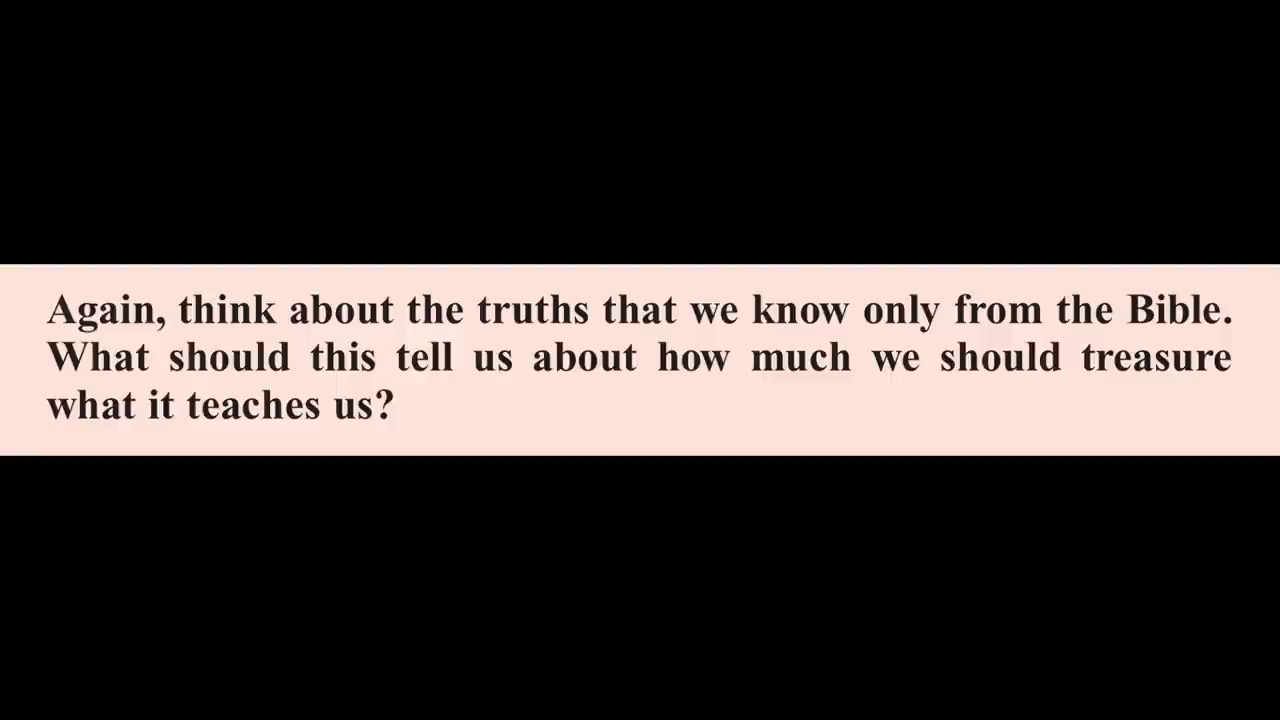 Again, think about the truths that we know only from the Bible.
What should this tell us about how much we should treasure
what it teaches us?